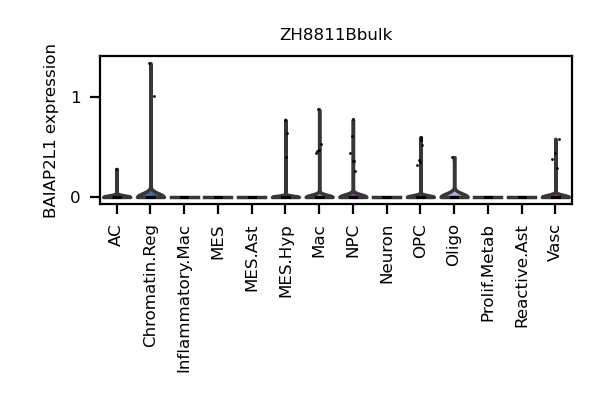 ZH8811Bbulk
BAIAP2L1 expression
1
0
AC
Chromatin.Reg
Inflammatory.Mac
MES
MES.Ast
MES.Hyp
Mac
NPC
Neuron
OPC
Oligo
Prolif.Metab
Reactive.Ast
Vasc